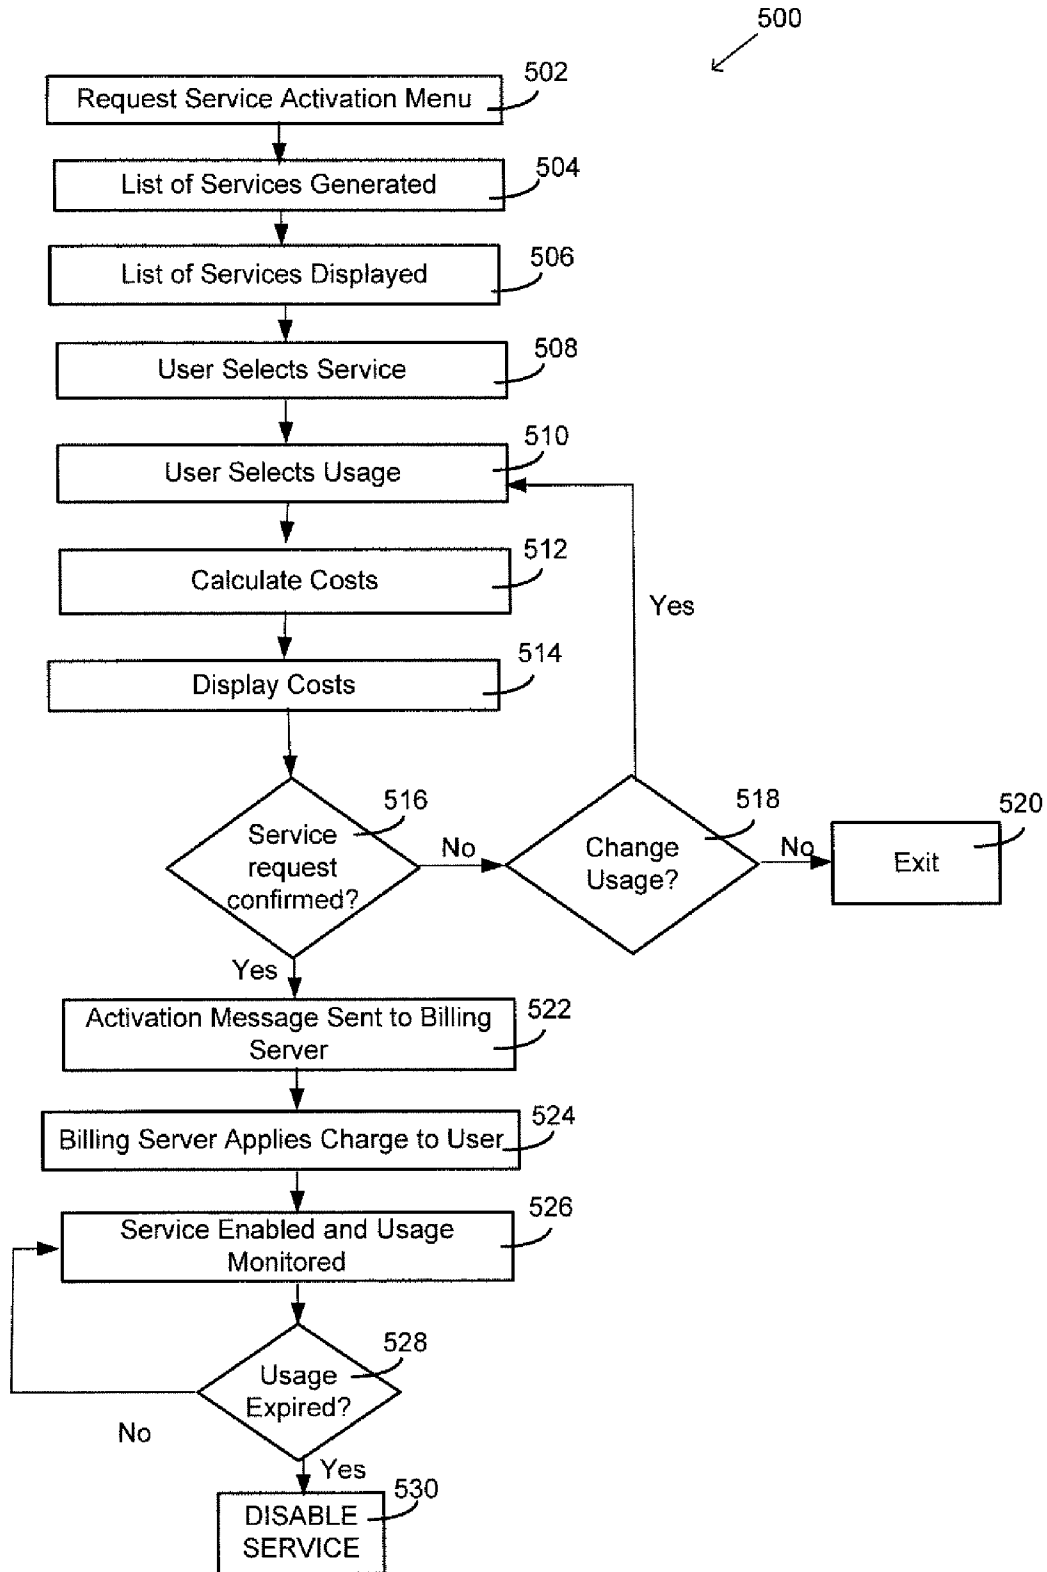 500
502
Request Service Activation Menu
504
List of Services Generated
506
List of Services Displayed
508
User Selects Service
510
User Selects Usage
512
Calculate Costs
Yes
514
Display Costs
516
Service
request
confirmed?
No
518
Change
Usage?
No
520
Exit
Yes
522
Activation Message Sent to Billing
Server
524
Billing Server Applies Charge to User
526
Service Enabled and Usage
Monitored
528
Usage
Expired?
No
Yes
530
DISABLE
SERVICE